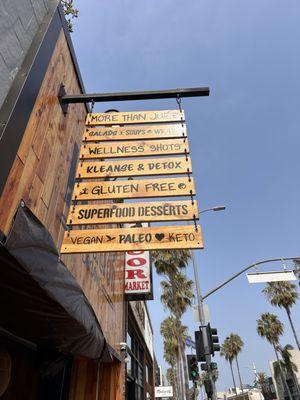 MORE THAN JUICE
SALADS SOUPS WRAPS
WELLNESS SHOTS
KLEANSE & DETOX
GLUTEN FREE
SUPERFOOD DESSERTS
VEGAN PALEO ♥ KETO
MARKET